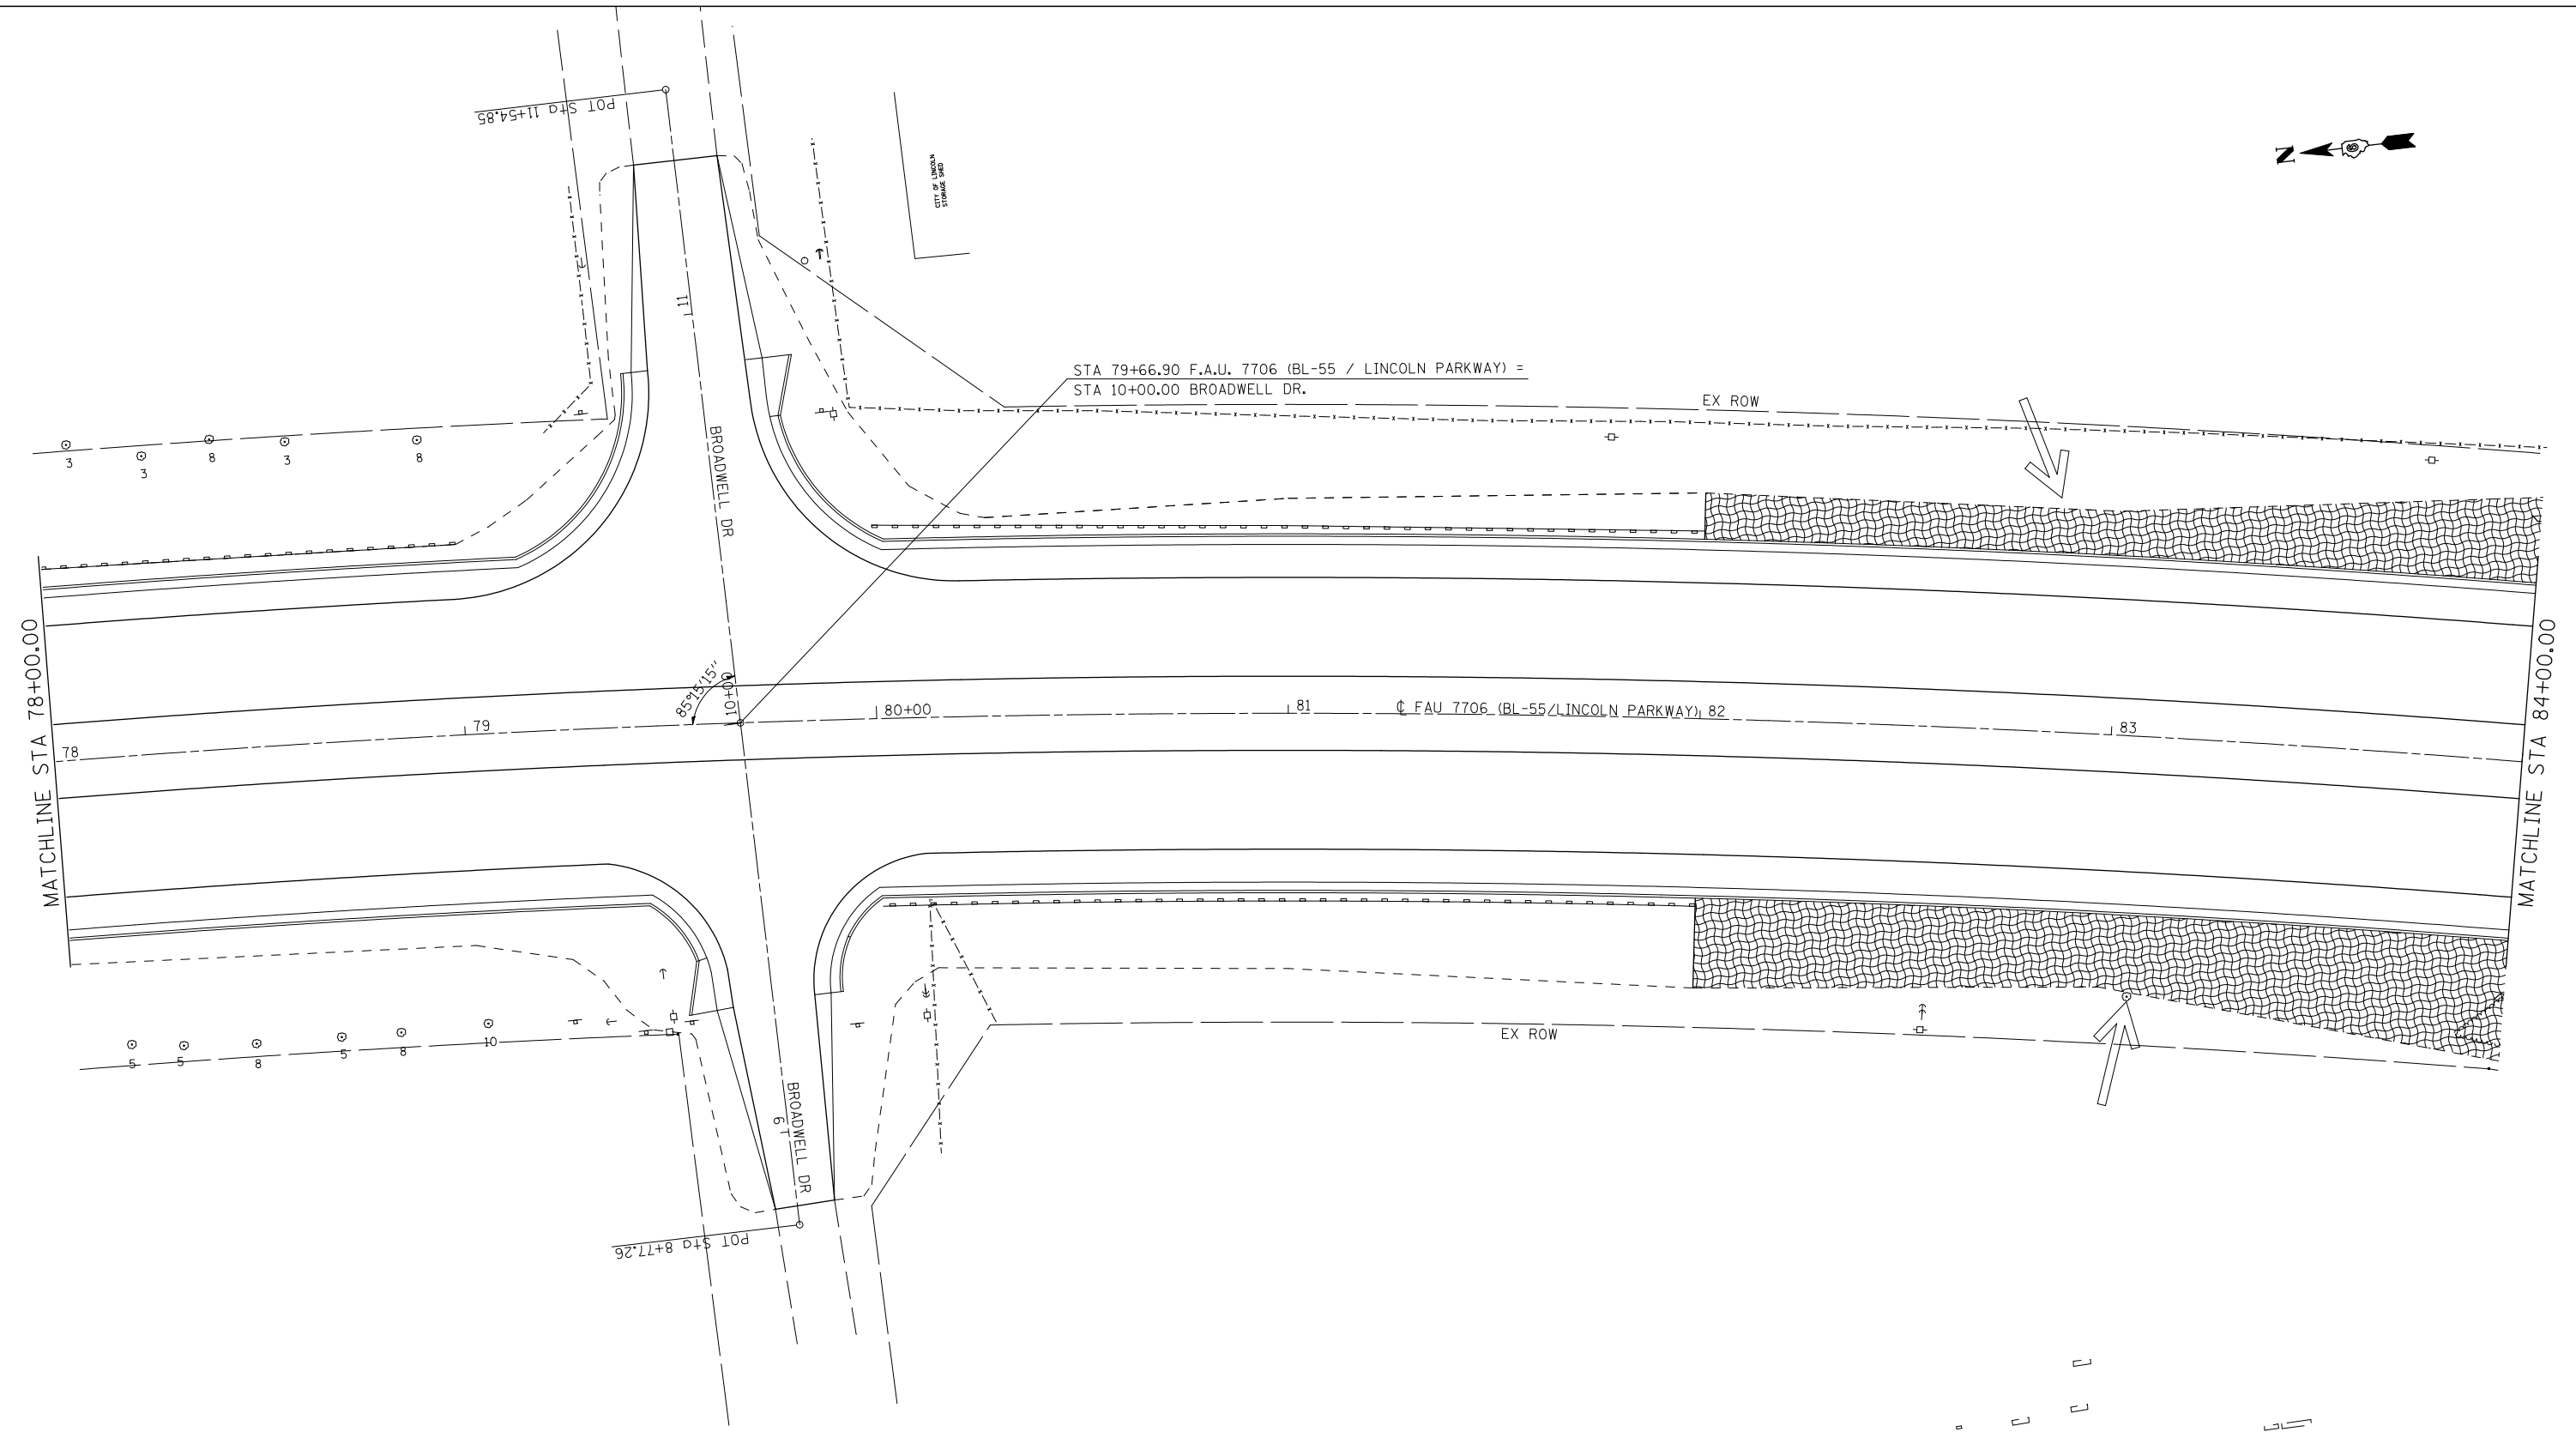 POT Sta 11+54.85
CITY OF LINCOLN
STORAGE SHED
N
11
STA 79+66.90 F.A.U. 7706 (BL-55 / LINCOLN PARKWAY) =
STA 10+00.00 BROADWELL DR.
EX ROW
3
3
8
3
8
BROADWELL DR
MATCHLINE STA 78+00.00
MATCHLINE STA 84+00.00
85°15'15"
10+00
78
79
80+00
81
℄ FAU 7706 (BL-55/LINCOLN PARKWAY)
82
83
5
5
8
5
8
10
EX ROW
BROADWELL DR
9
POT Sta 8+77.26